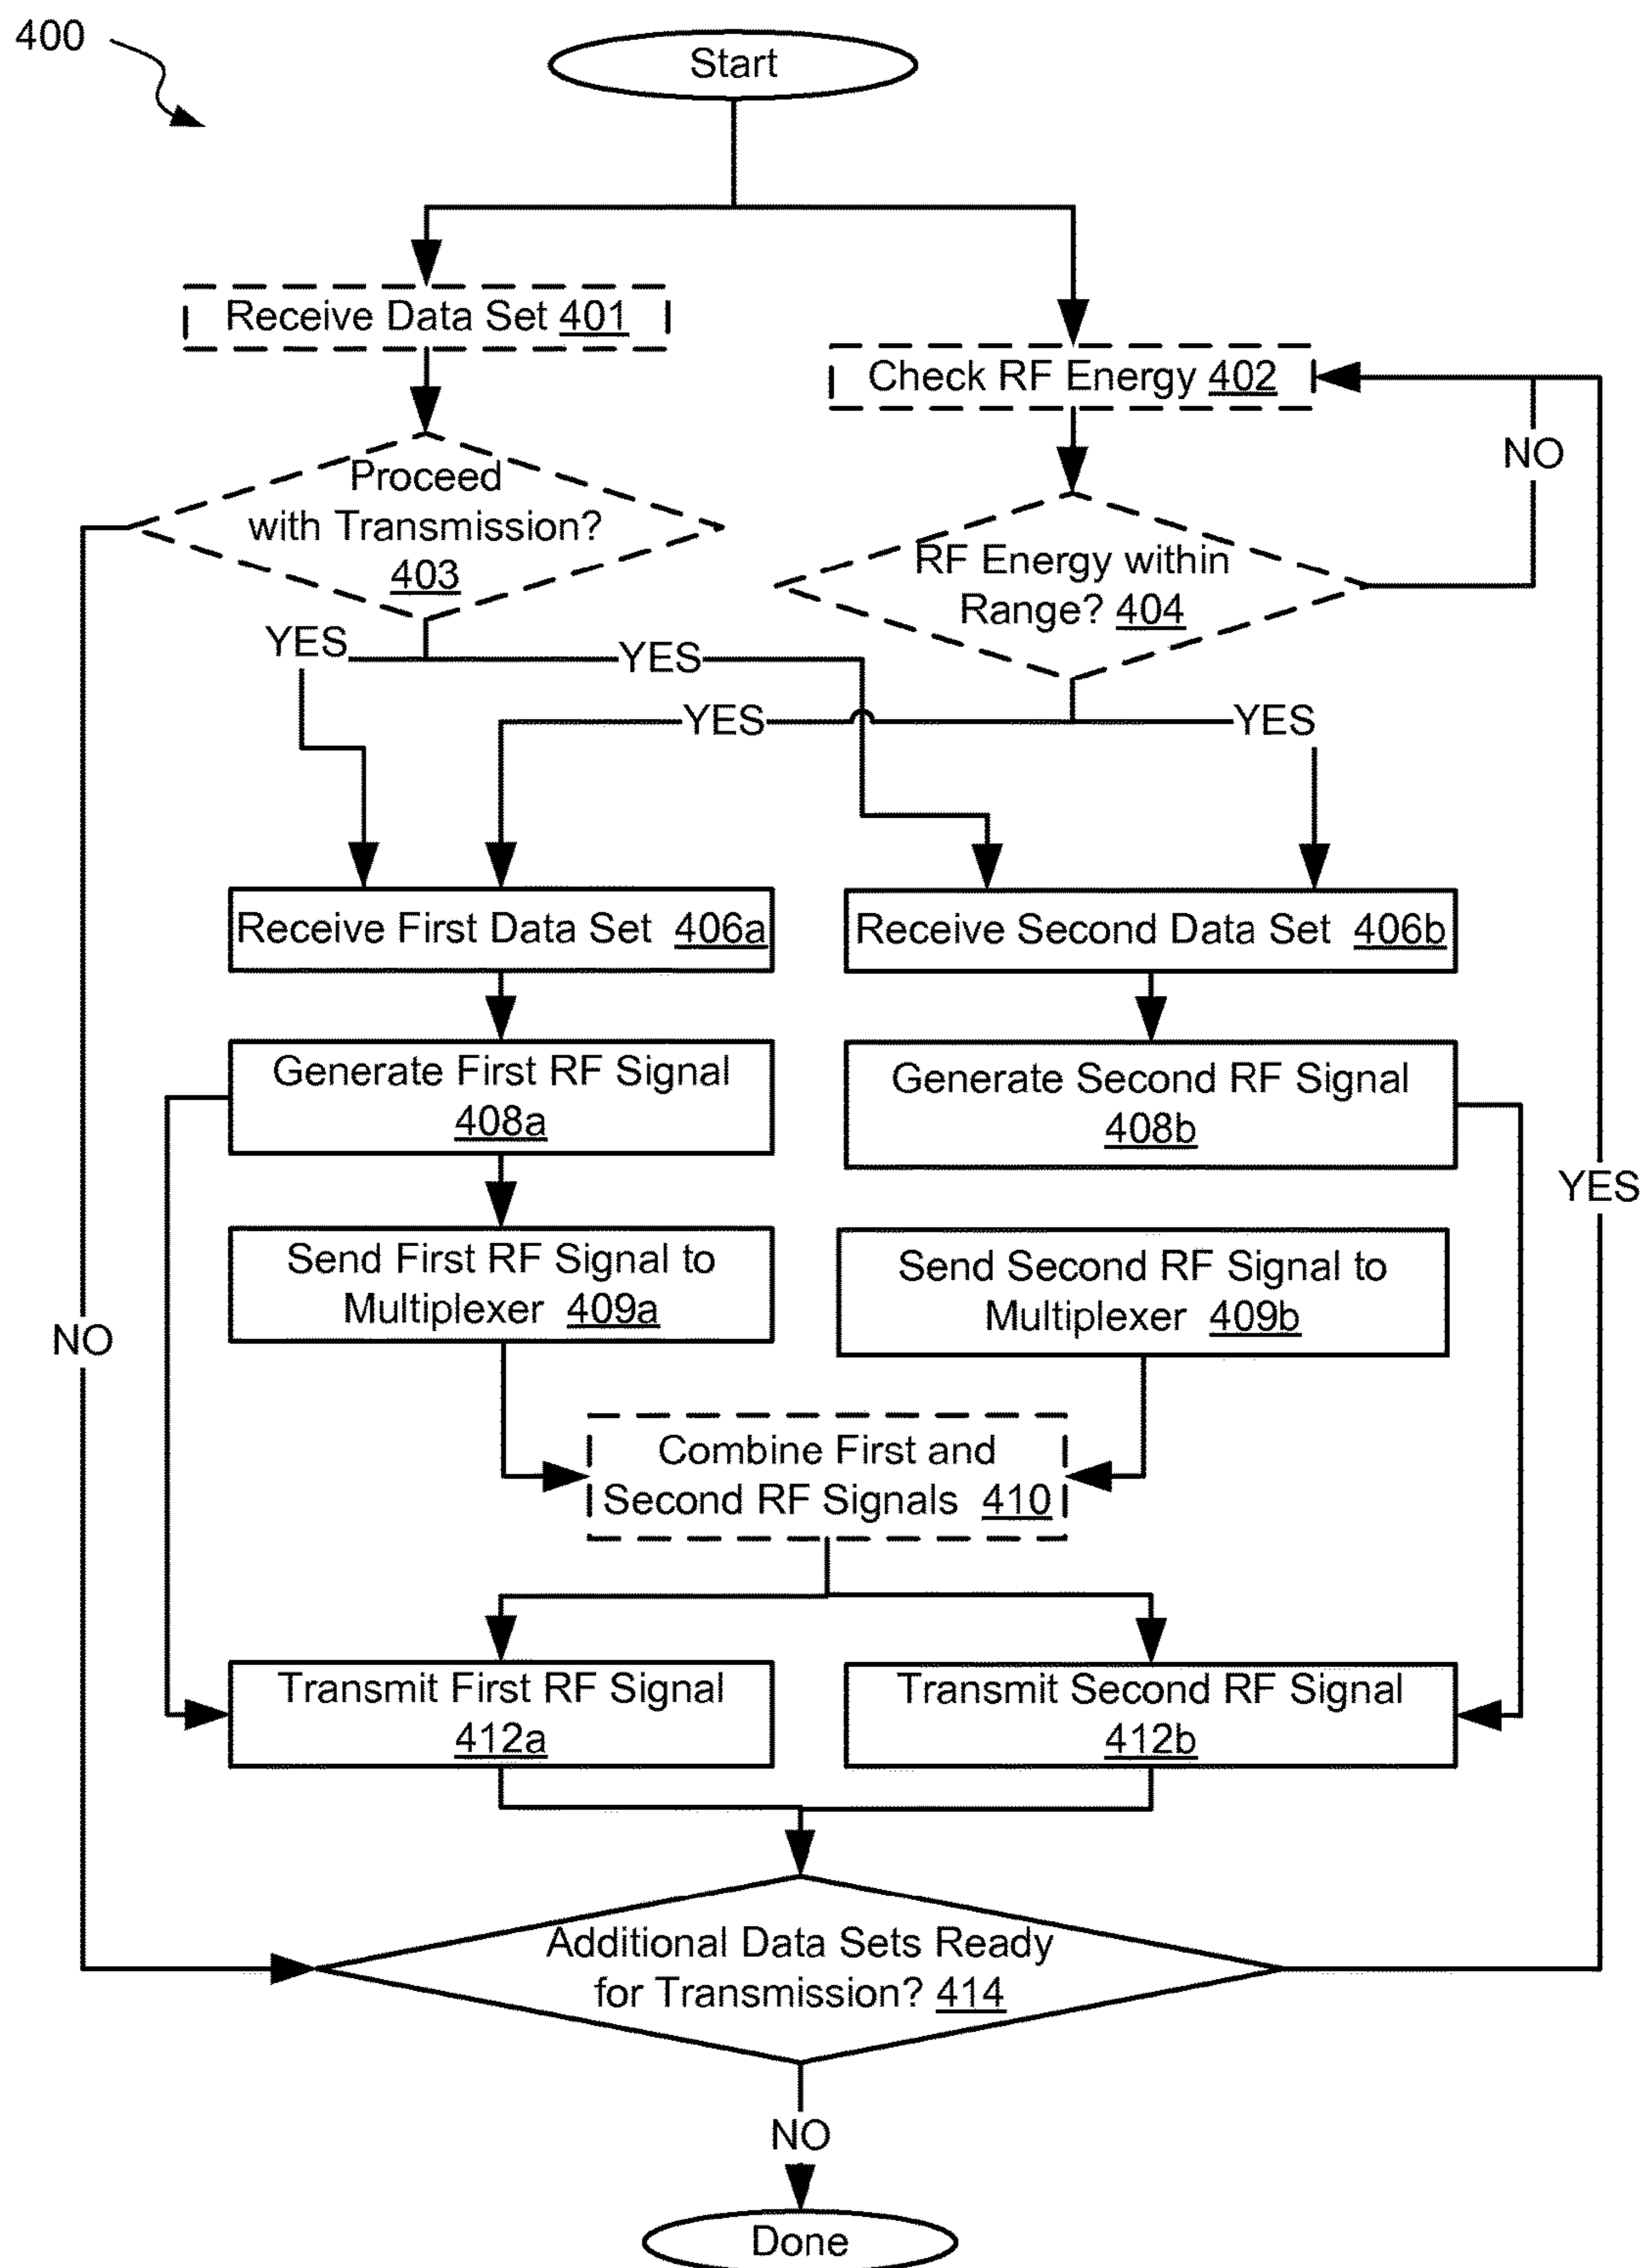 400
Start
Receive Data Set 401
Check RF Energy 402
NO
Proceed
with Transmission?
403
RF Energy within
Range? 404
YES
YES
YES
YES
Receive First Data Set 406a
Receive Second Data Set 406b
Generate First RF Signal
408a
Generate Second RF Signal
408b
YES
Send First RF Signal to
Multiplexer 409a
Send Second RF Signal to
Multiplexer 409b
NO
Combine First and
Second RF Signals 410
Transmit First RF Signal
412a
Transmit Second RF Signal
412b
Additional Data Sets Ready
for Transmission? 414
NO
Done